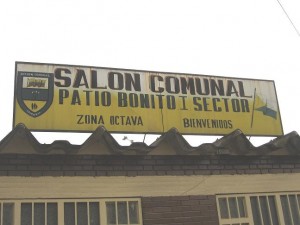 SALON COMUNAL
PATIO BONITO I SECTOR
ZONA OCTAVA BIENVENIDOS